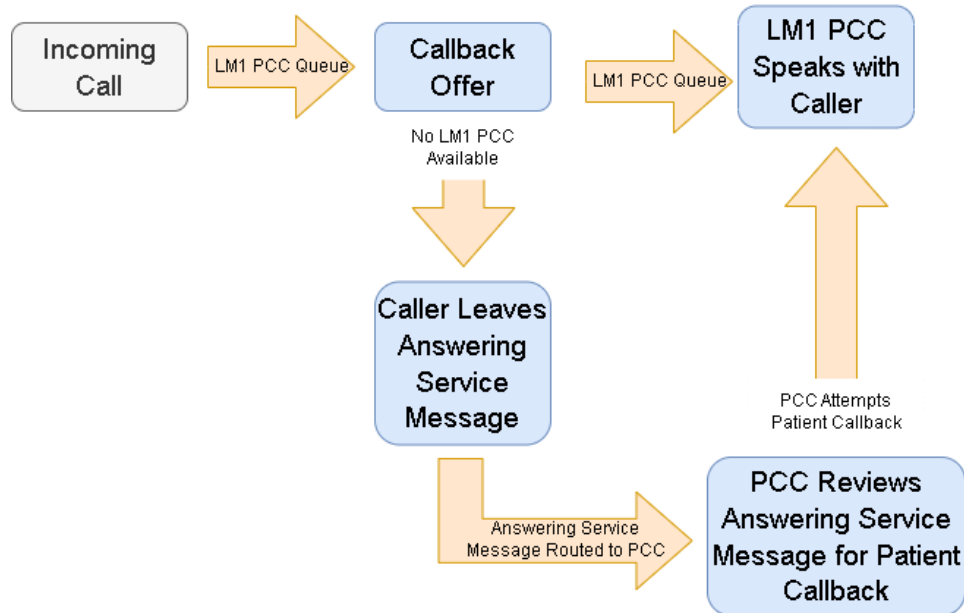 Incoming
Call
LM1 PCC Queue
Callback
Offer
LM1 PCC Queue
LM1 PCC
Speaks with
Caller
No LM1 PCC
Available
Caller Leaves
Answering
Service
Message
Answering Service
Message Routed to PCC
PCC Reviews
Answering Service
Message for Patient
Callback
PCC Attempts
Patient Callback